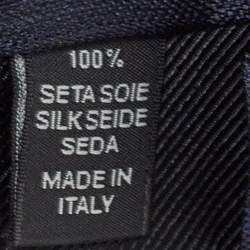 100%
SETA SOIE
SILK SEIDE
SEDA
MADE IN
ITALY